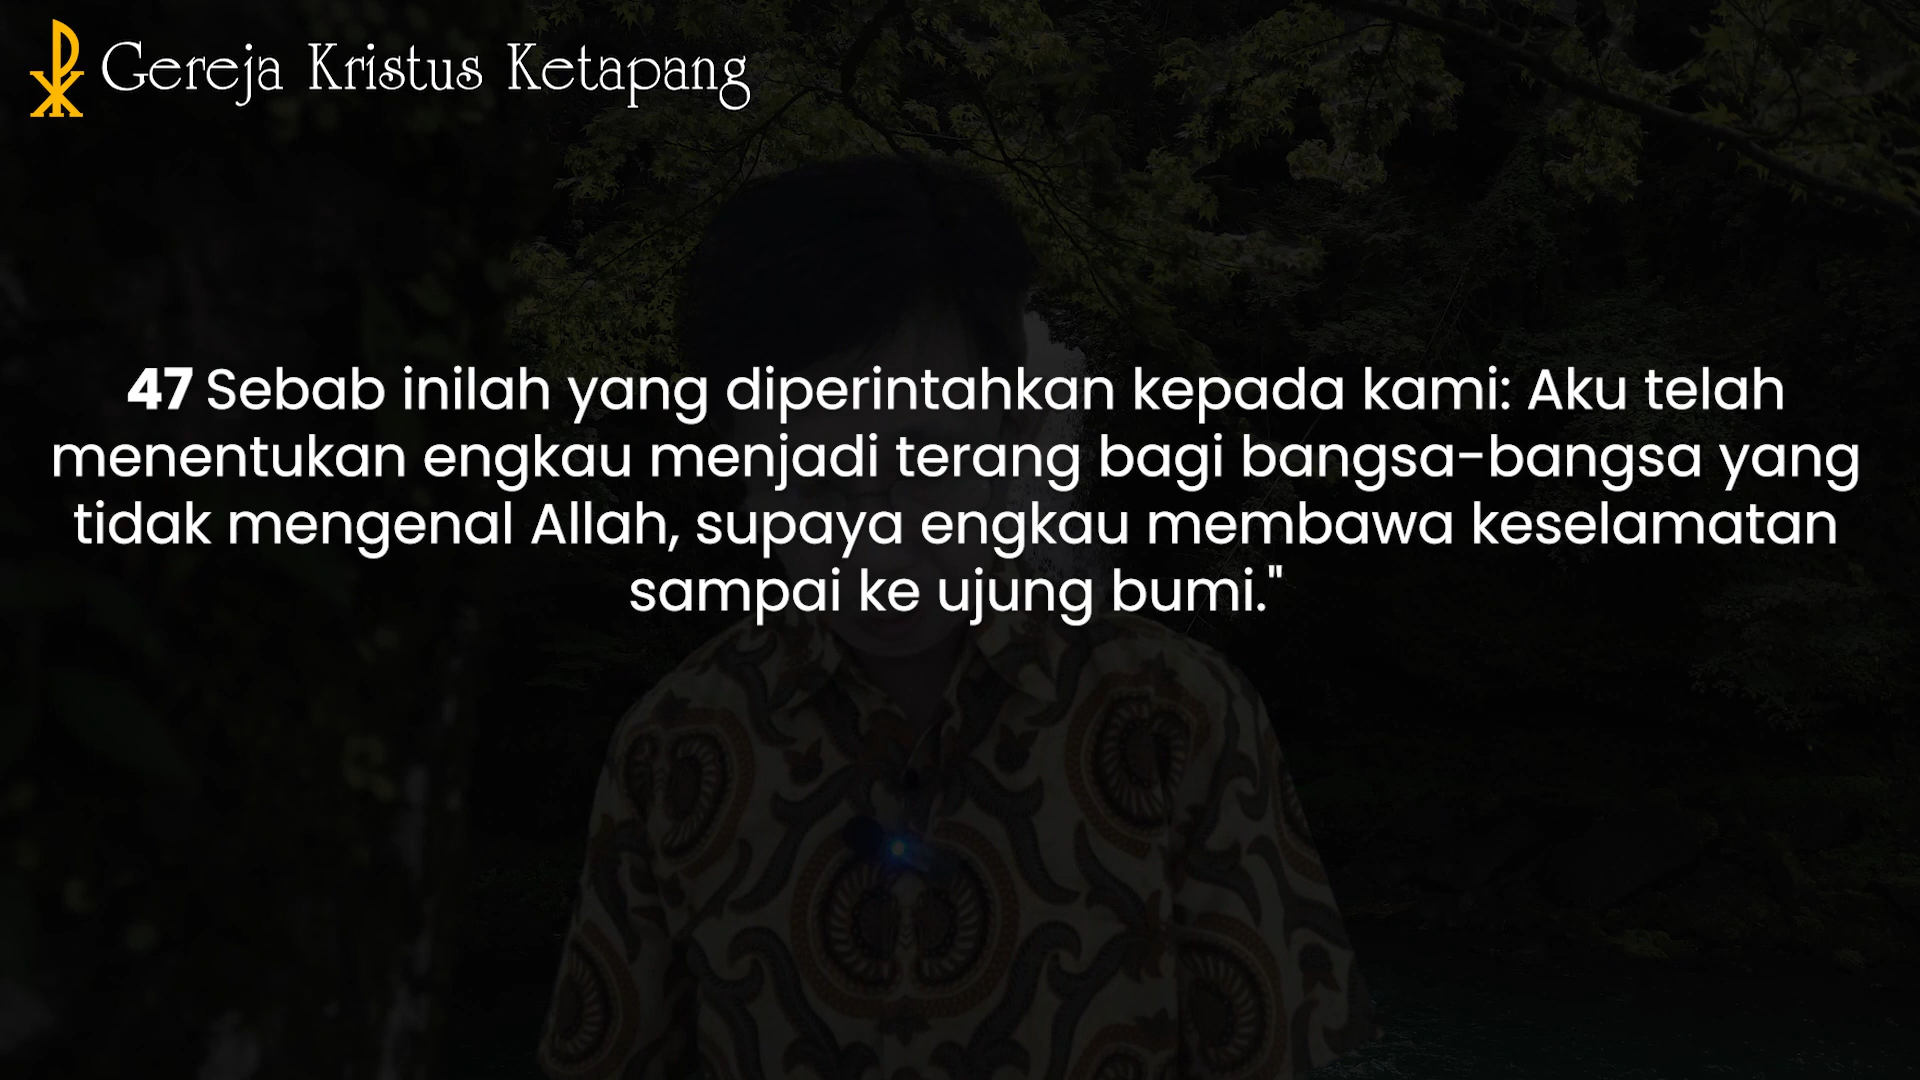 Gereja Kristus Ketapang
47 Sebab inilah yang diperintahkan kepada kami: Aku telah
menentukan engkau menjadi terang bagi bangsa-bangsa yang
tidak mengenal Allah, supaya engkau membawa keselamatan
sampai ke ujung bumi."